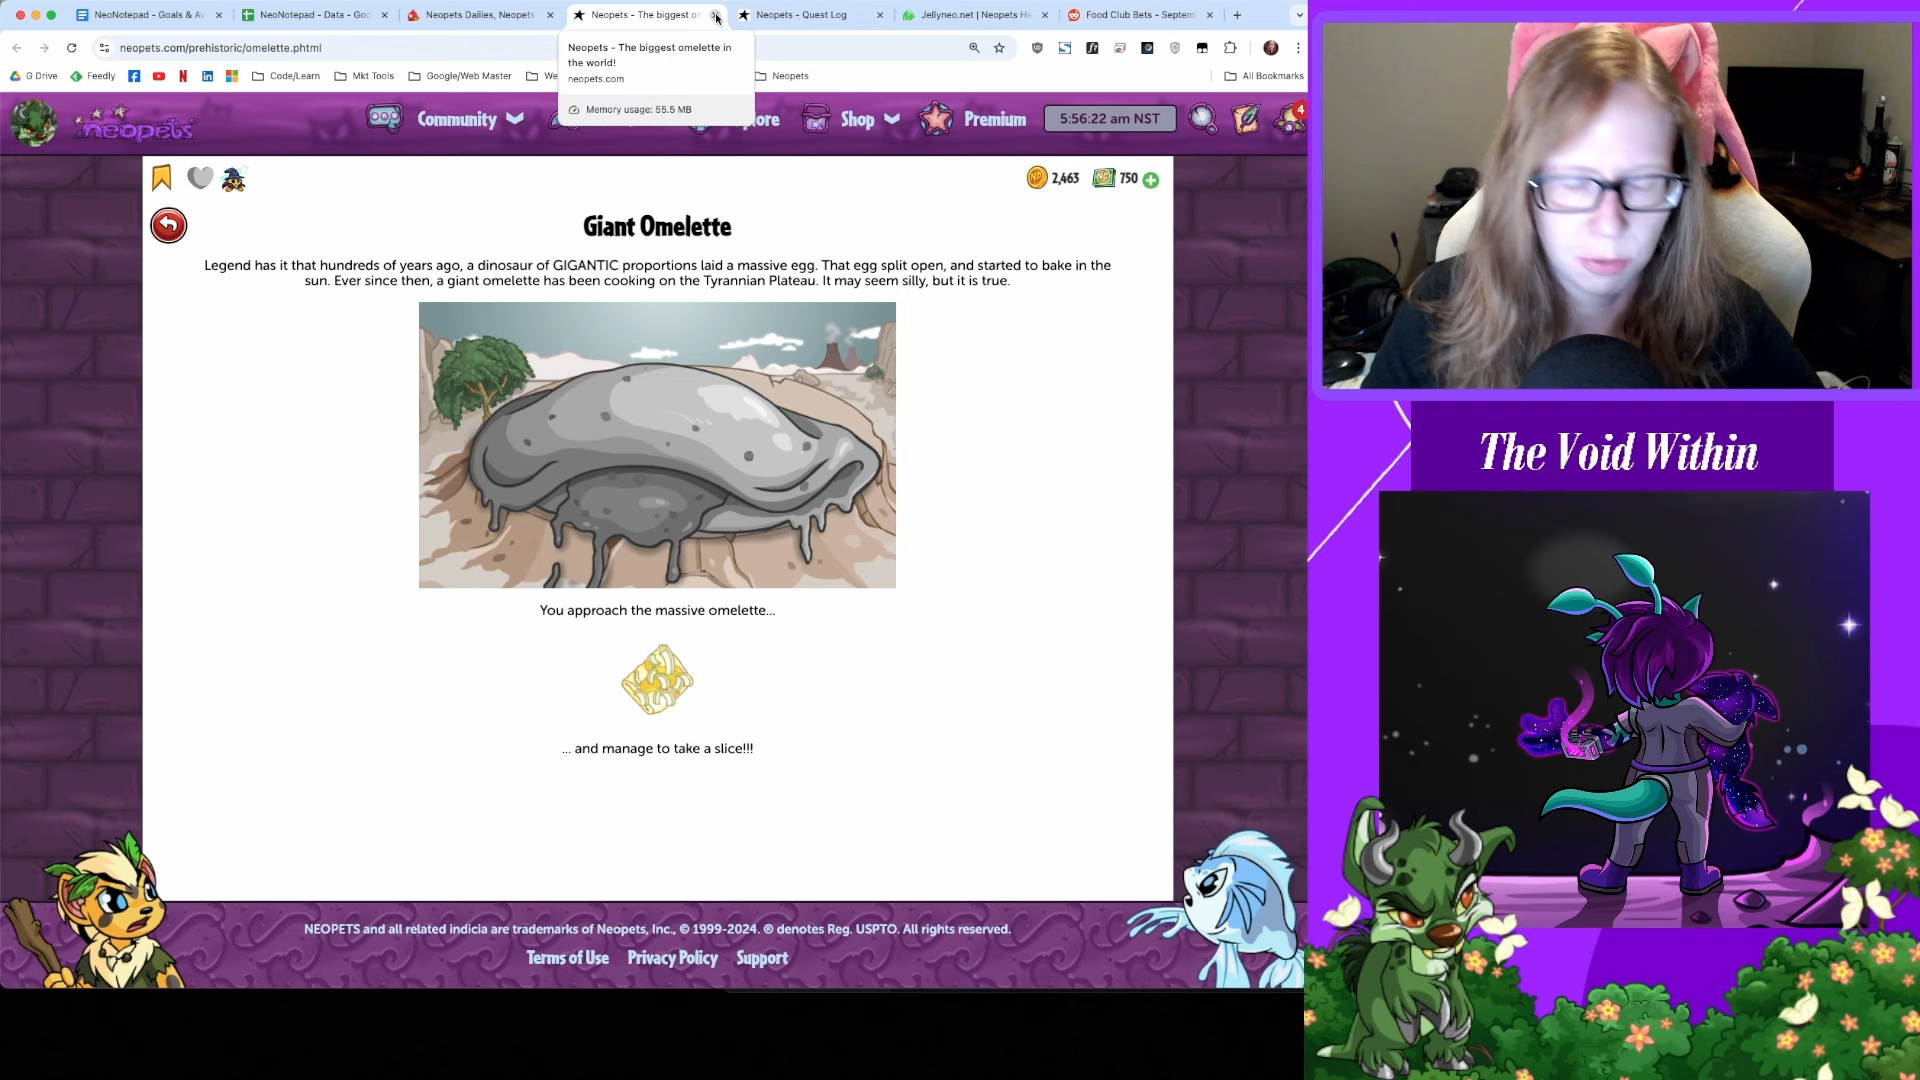 NeoNotepad - Goals & Au
NeoNotepad - Data - Goo
Neopets Dailies, Neopets
Neopets - The biggest on
Neopets - Quest Log
Jellyneo.net | Neopets He
Food Club Bets - Septem
neopets.com/prehistoric/omelette.phtml
Neopets - The biggest omelette in
the world!
neopets.com
Memory usage: 55.5 MB
G Drive
Feedly
Code/Learn
Mkt Tools
Google/Web Master
We
Neopets
All Bookmarks
neopets
Community
plore
Shop
Premium
5:56:22 am NST
4
2,463
750
Giant Omelette
Legend has it that hundreds of years ago, a dinosaur of GIGANTIC proportions laid a massive egg. That egg split open, and started to bake in the
sun. Ever since then, a giant omelette has been cooking on the Tyrannian Plateau. It may seem silly, but it is true.
You approach the massive omelette...
... and manage to take a slice!!!
NEOPETS and all related indicia are trademarks of Neopets, Inc., © 1999-2024. ® denotes Reg. USPTO. All rights reserved.
Terms of Use
Privacy Policy
Support
The Void Within